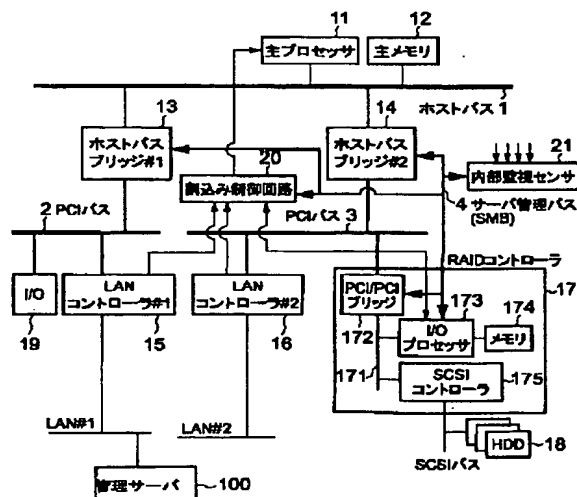 11
12
主プロセッサ
主メモリ
ホストバス 1
13
14
ホストバス
ブリッジ#1
20
ホストバス
ブリッジ#2
21
内部監視センサ
割込み制御回路
4 サーバ管理バス
(SMB)
2 PCIバス
PCIバス 3
RAIDコントローラ
17
I/O
19
LAN
コントローラ#1
15
LAN
コントローラ#2
16
PCI/PCI
ブリッジ
172
173
I/O
プロセッサ
174
メモリ
171
SCSI
コントローラ
175
LAN#1
LAN#2
HDD
18
SCSIバス
管理サーバ
100